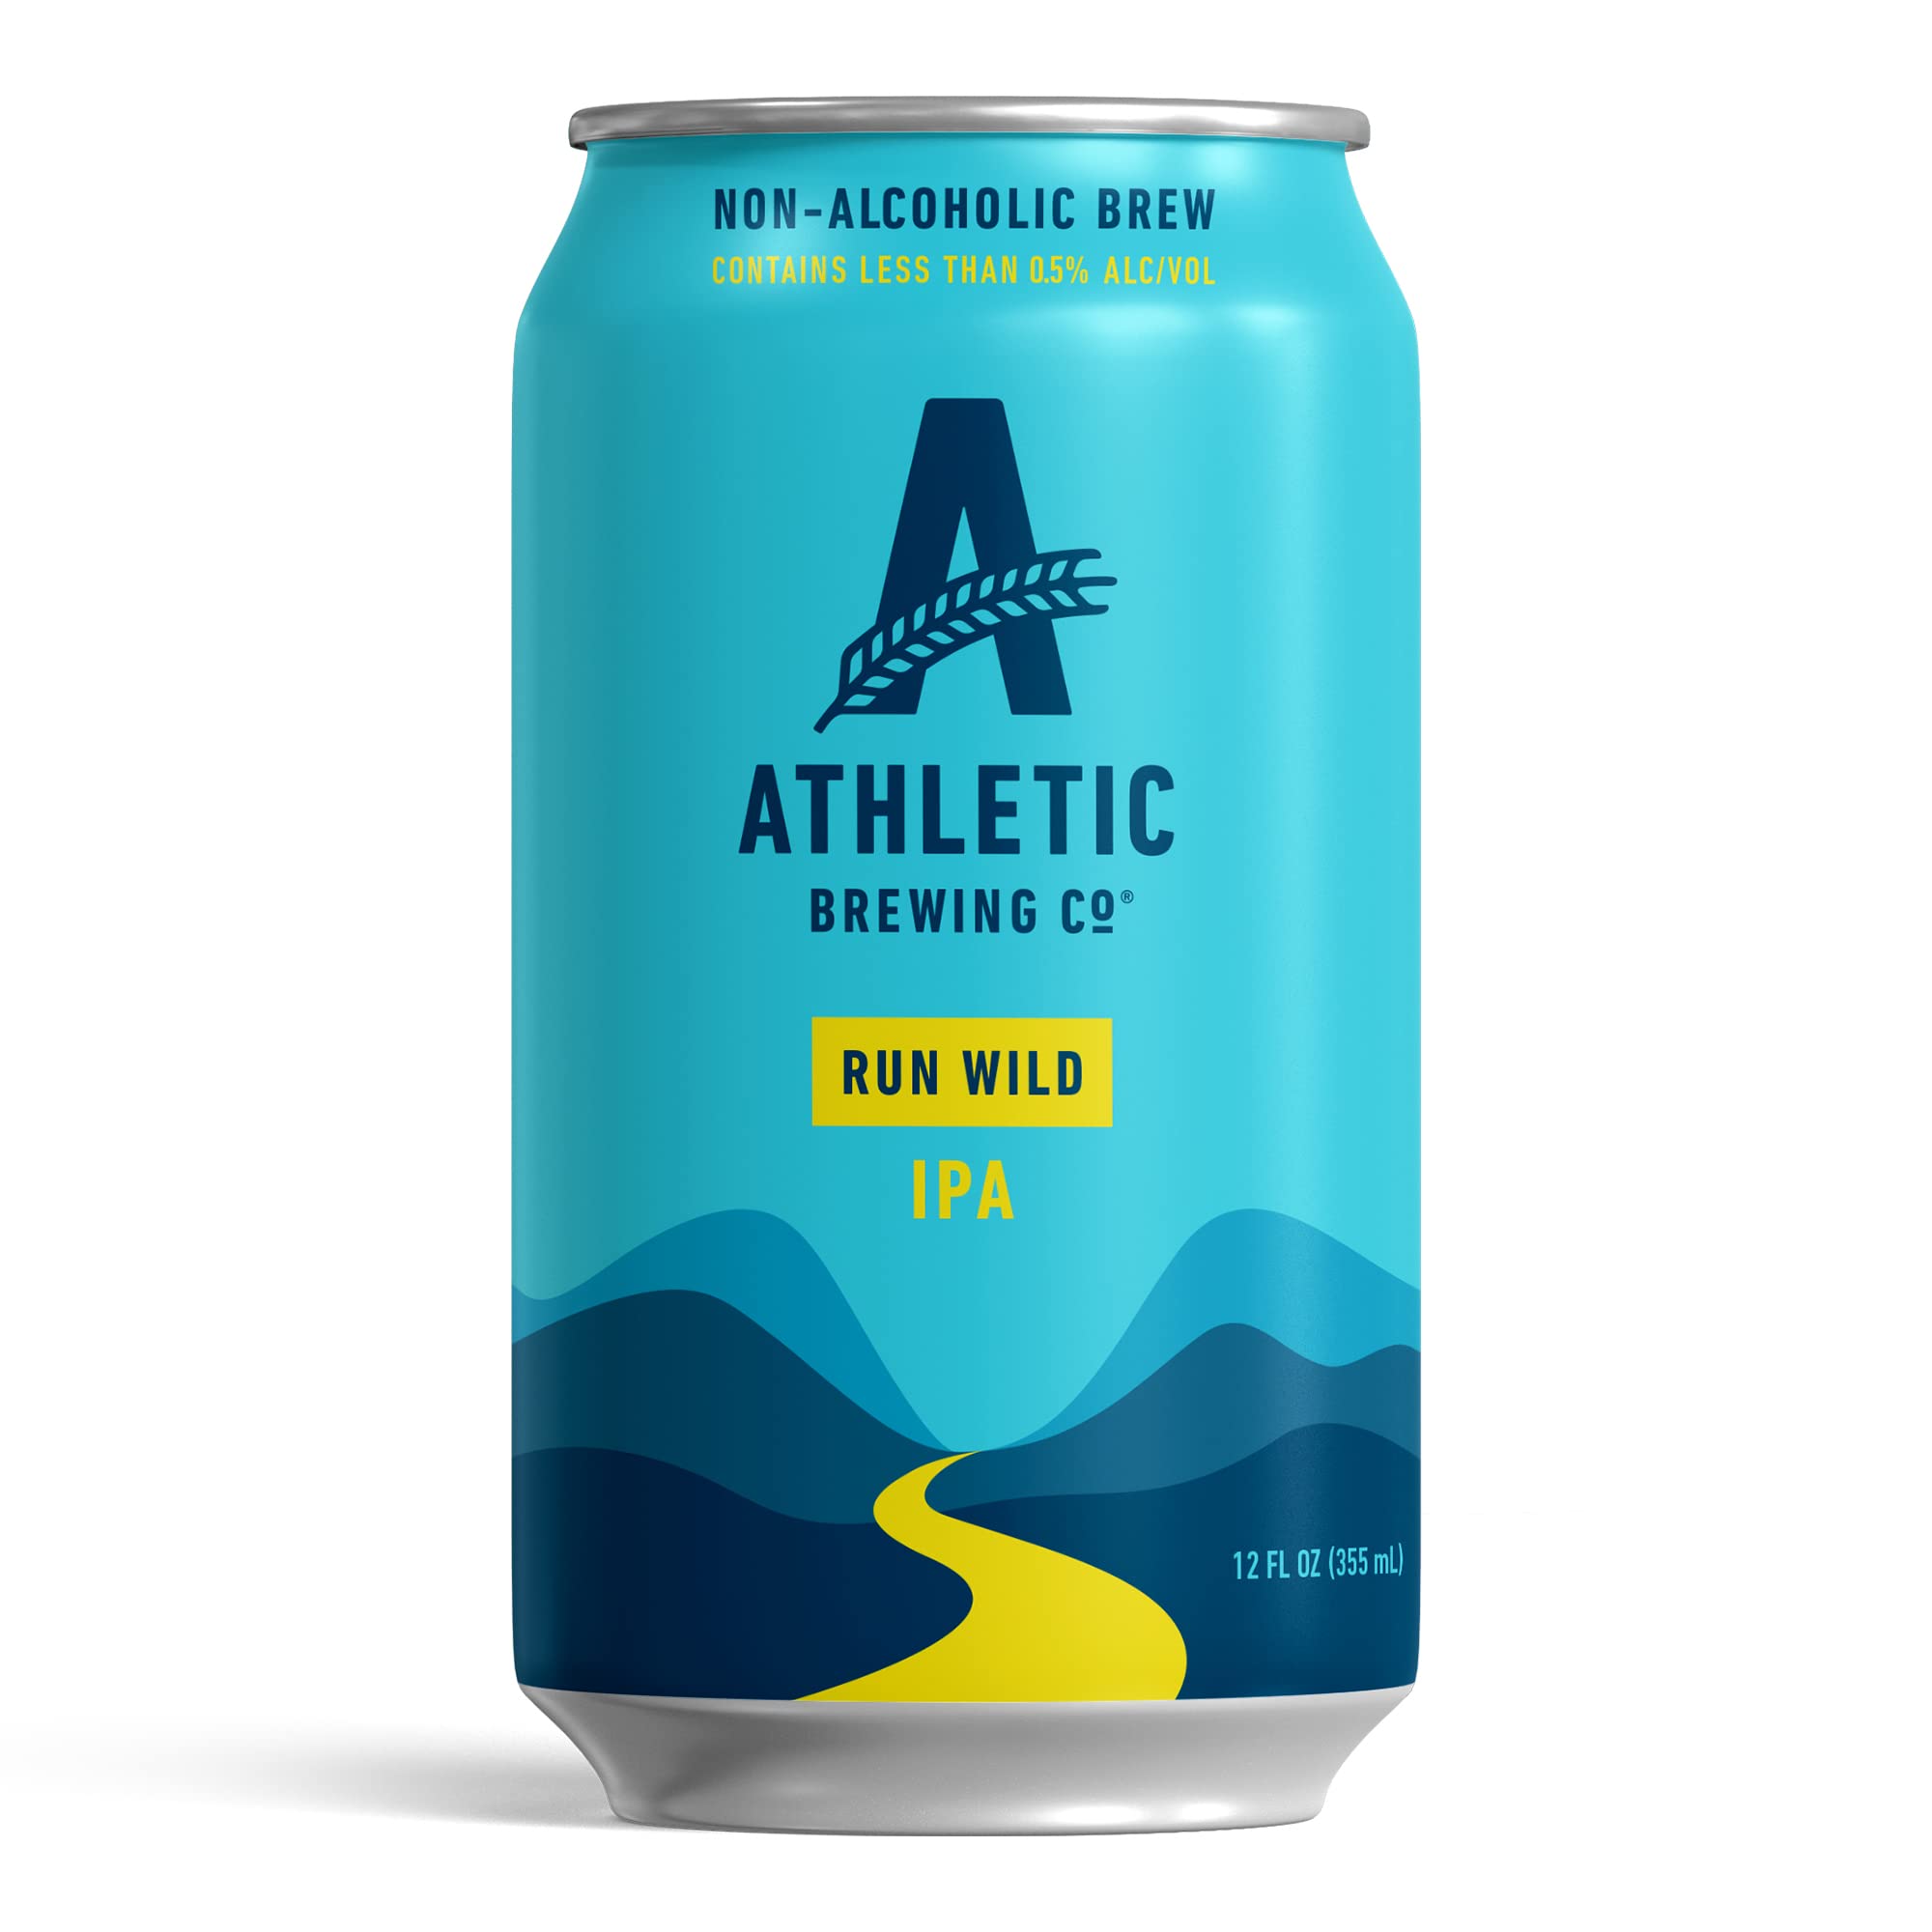 NON-ALCOHOLIC BREW
CONTAINS LESS THAN 0.5% ALC/VOL
A
ATHLETIC
BREWING Cº®
RUN WILD
IPA
12 FL OZ (355 mL)